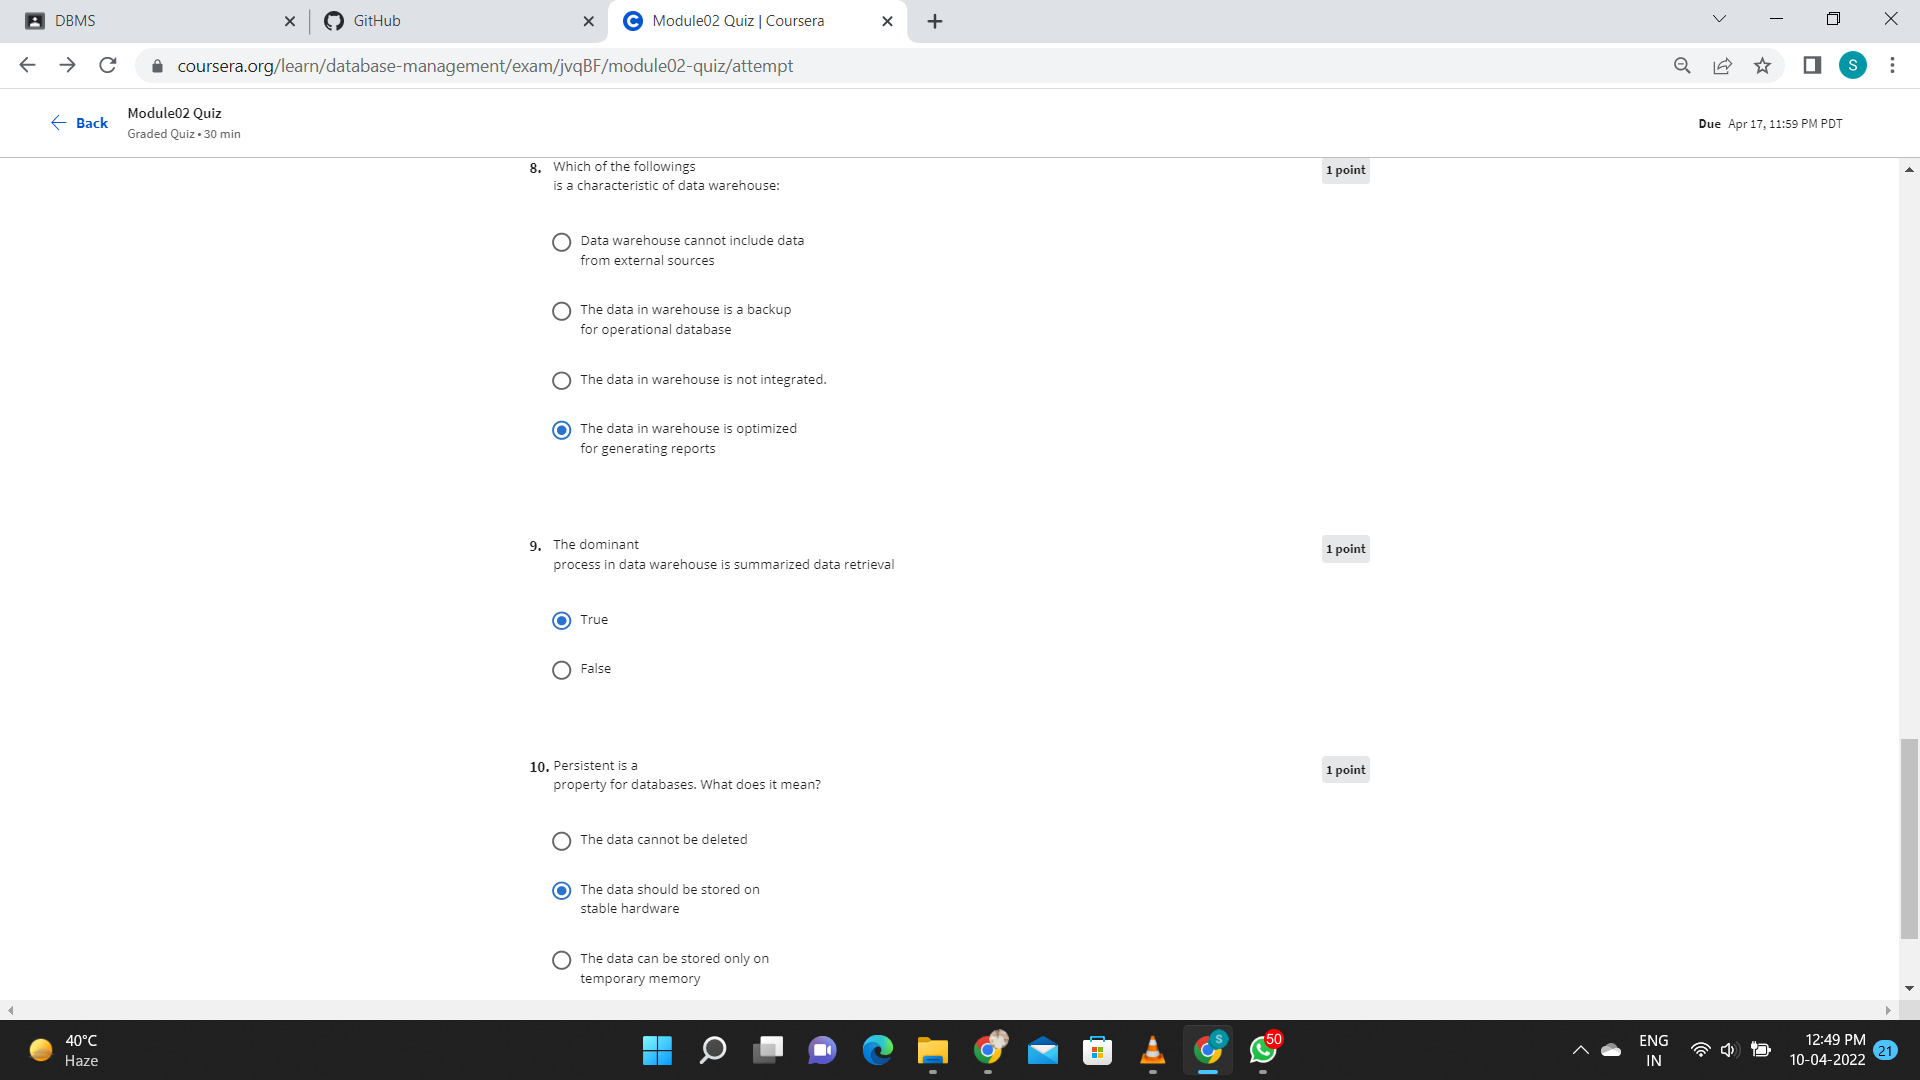 DBMS
GitHub
Module02 Quiz | Coursera
coursera.org/learn/database-management/exam/jvqBF/module02-quiz/attempt
S
Back
Module02 Quiz
Graded Quiz • 30 min
Due Apr 17, 11:59 PM PDT
8. Which of the followings
is a characteristic of data warehouse:
1 point
Data warehouse cannot include data
from external sources
The data in warehouse is a backup
for operational database
The data in warehouse is not integrated.
The data in warehouse is optimized
for generating reports
9. The dominant
process in data warehouse is summarized data retrieval
1 point
True
False
10. Persistent is a
property for databases. What does it mean?
1 point
The data cannot be deleted
The data should be stored on
stable hardware
The data can be stored only on
temporary memory
40°C
Haze
S
50
ENG
IN
12:49 PM
10-04-2022
21